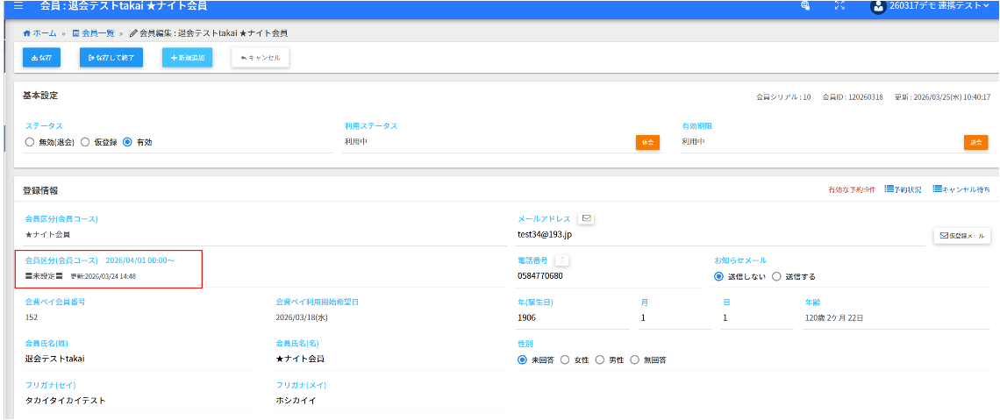 会員 : 退会テストtakai ★ナイト会員
260317デモ 連携テスト
ホーム » 会員一覧 » 会員編集 : 退会テストtakai ★ナイト会員
保存 保存して終了 +新規追加 キャンセル
基本設定 会員シリアル : 10 会員ID : 120260318 更新 : 2026/03/25(水) 10:40:17
ステータス 利用ステータス 有効期限
無効(退会) 仮登録 有効 利用中 休会 利用中 退会
登録情報 有効な予約:9件 予約状況 キャンセル待ち
会員区分(会員コース) メールアドレス
★ナイト会員 test34@193.jp 仮登録メール
会員区分(会員コース) 2026/04/01 00:00～ 電話番号 お知らせメール
〓未設定〓 更新:2026/03/24 14:48 0584770680 送信しない 送信する
会費ペイ会員番号 会費ペイ利用開始希望日 年(誕生日) 月 日 年齢
152 2026/03/18(水) 1906 1 1 120歳 2ケ月 22日
会員氏名(姓) 会員氏名(名) 性別
退会テストtakai ★ナイト会員 未回答 女性 男性 無回答
フリガナ(セイ) フリガナ(メイ)
タカイタイカイテスト ホシカイイ